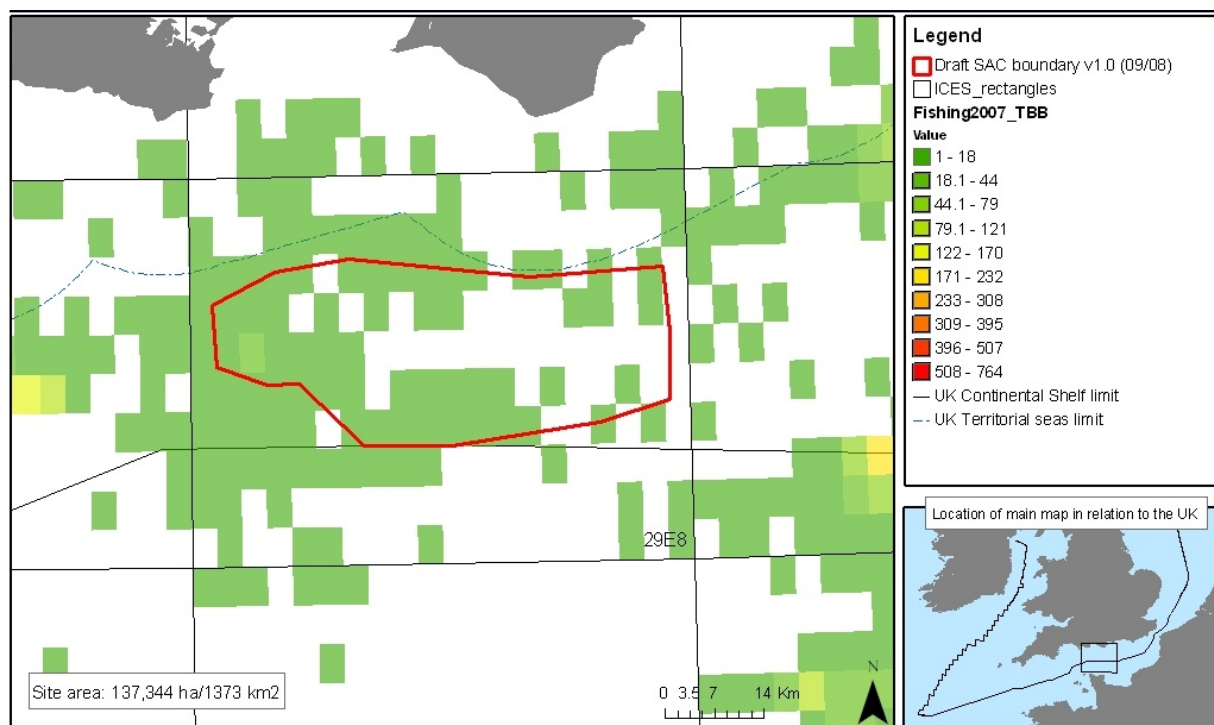 29E8
Site area: 137,344 ha/1373 km2
0 3.5 7 14 Km
N
Legend
Draft SAC boundary v1.0 (09/08)
ICES_rectangles
Fishing2007_TBB
Value
1 - 18
18.1 - 44
44.1 - 79
79.1 - 121
122 - 170
171 - 232
233 - 308
309 - 395
396 - 507
508 - 764
UK Continental Shelf limit
UK Territorial seas limit
Location of main map in relation to the UK